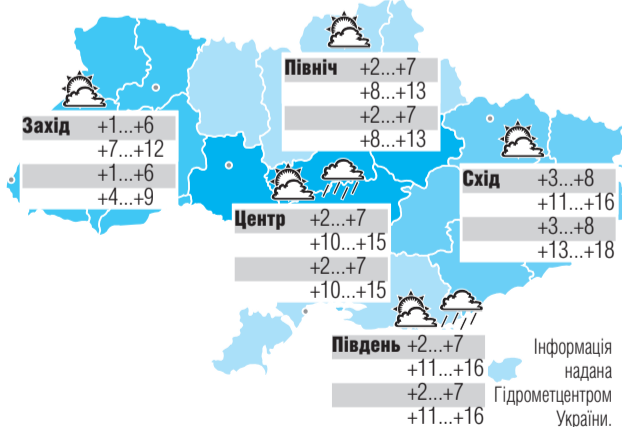 Північ +2...+7
+8...+13
+2...+7
+8...+13
Захід +1...+6
+7...+12
+1...+6
+4...+9
Схід +3...+8
+11...+16
+3...+8
+13...+18
Центр +2...+7
+10...+15
+2...+7
+10...+15
Південь +2...+7
+11...+16
+2...+7
+11...+16
Інформація
надана
Гідрометцентром
України.